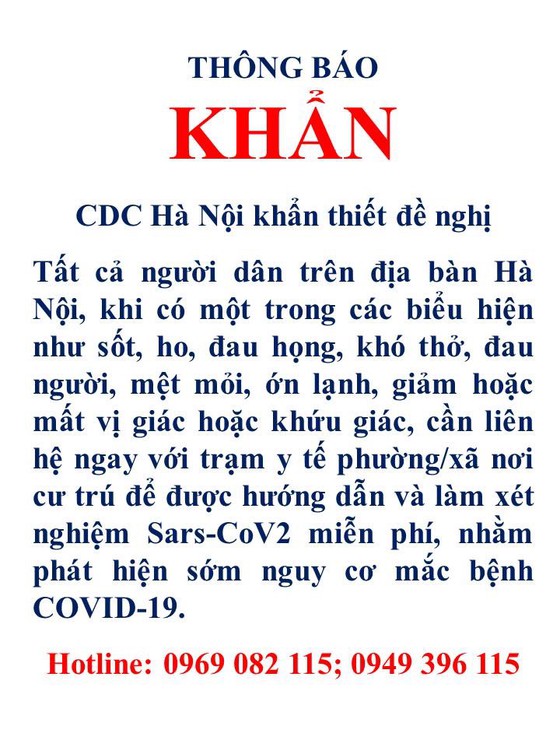 THÔNG BÁO
KHẨN
CDC Hà Nội khẩn thiết đề nghị
Tất cả người dân trên địa bàn Hà
Nội, khi có một trong các biểu hiện
như sốt, ho, đau họng, khó thở, đau
người, mệt mỏi, ớn lạnh, giảm hoặc
mất vị giác hoặc khứu giác, cần liên
hệ ngay với trạm y tế phường/xã nơi
cư trú để được hướng dẫn và làm xét
nghiệm Sars-CoV2 miễn phí, nhằm
phát hiện sớm nguy cơ mắc bệnh
COVID-19.
Hotline: 0969 082 115; 0949 396 115